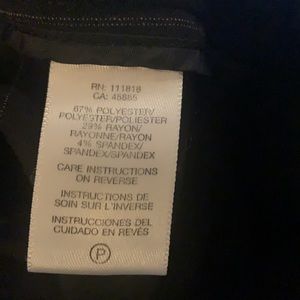 RN: 111818
CA: 45885
67% POLYESTER/
POLYESTER/POLIESTER
29% RAYON/
RAYONNE/RAYON
4% SPANDEX/
SPANDEX/SPANDEX
CARE INSTRUCTIONS
ON REVERSE
INSTRUCTIONS DE
SOIN SUR L'INVERSE
INSTRUCCIONES DEL
CUIDADO EN REVÉS
P